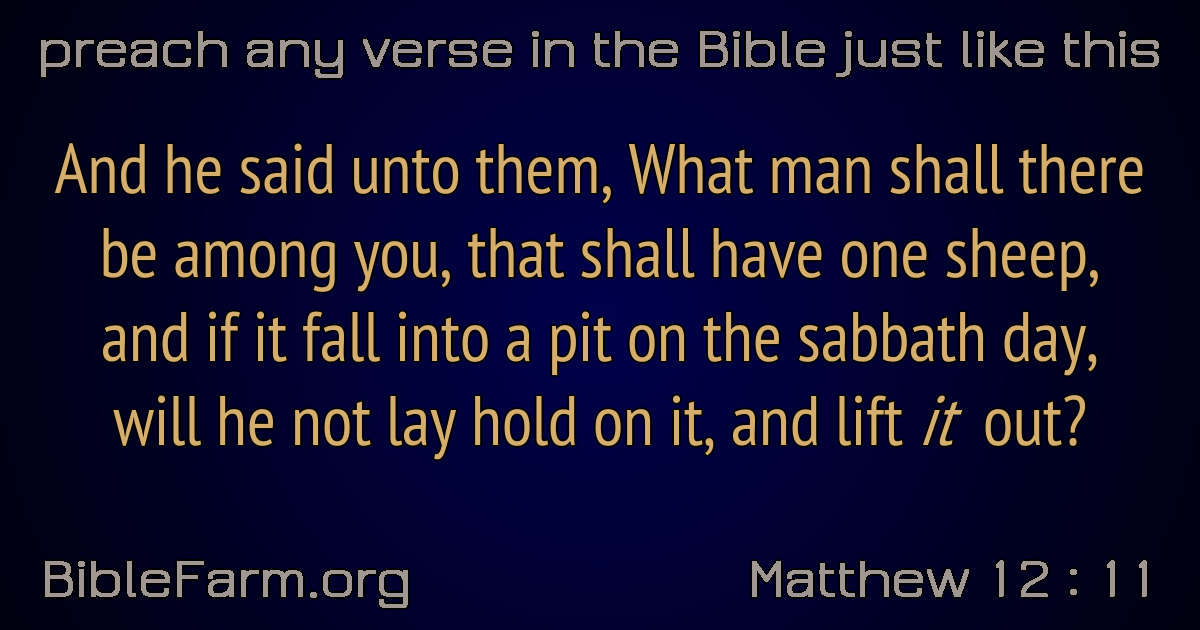 preach any verse in the Bible just like this
And he said unto them, What man shall there
be among you, that shall have one sheep,
and if it fall into a pit on the sabbath day,
will he not lay hold on it, and lift it out?
BibleFarm.org
Matthew 12 : 11